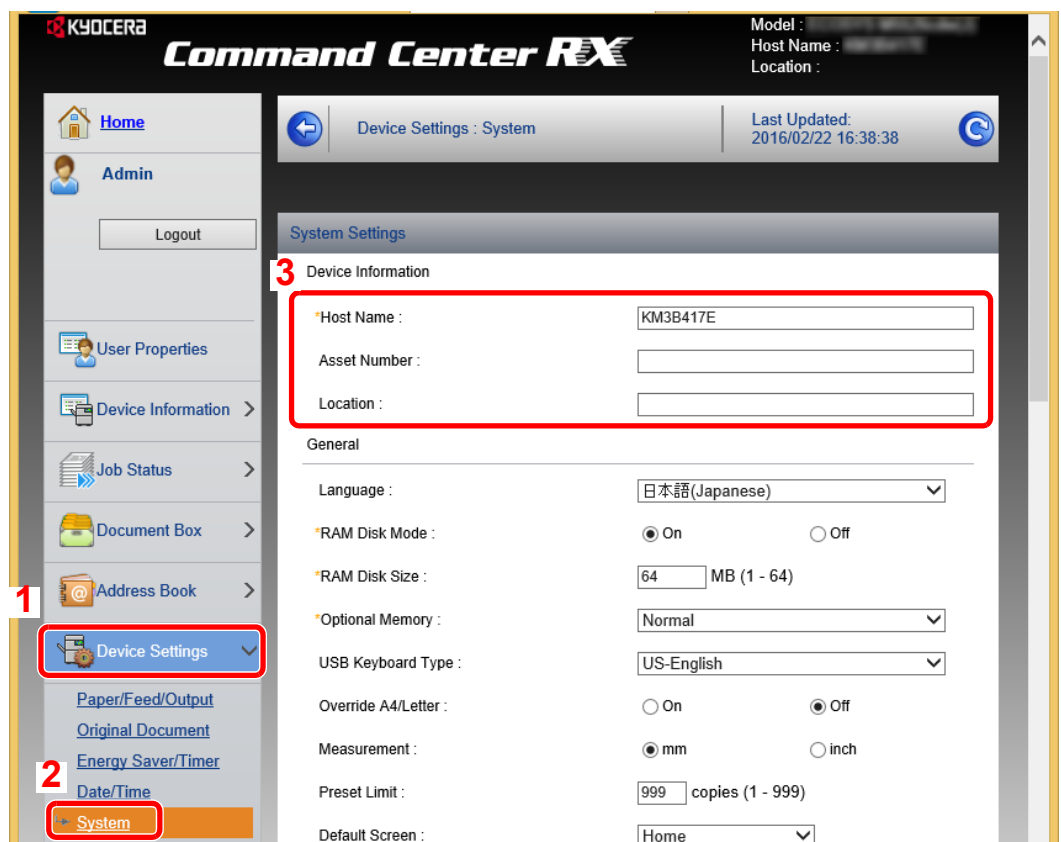 KYOCERA
Command Center RX
Model :
Host Name :
Location :
Home
Admin
Logout
User Properties
Device Information
Job Status
Document Box
Address Book
1
Device Settings
Paper/Feed/Output
Original Document
Energy Saver/Timer
2
Date/Time
System
Device Settings : System
Last Updated:
2016/02/22 16:38:38
System Settings
3
Device Information
*Host Name : KM3B417E
Asset Number :
Location :
General
Language : 日本語(Japanese)
*RAM Disk Mode : On Off
*RAM Disk Size : 64 MB (1 - 64)
*Optional Memory : Normal
USB Keyboard Type : US-English
Override A4/Letter : On Off
Measurement : mm inch
Preset Limit : 999 copies (1 - 999)
Default Screen : Home